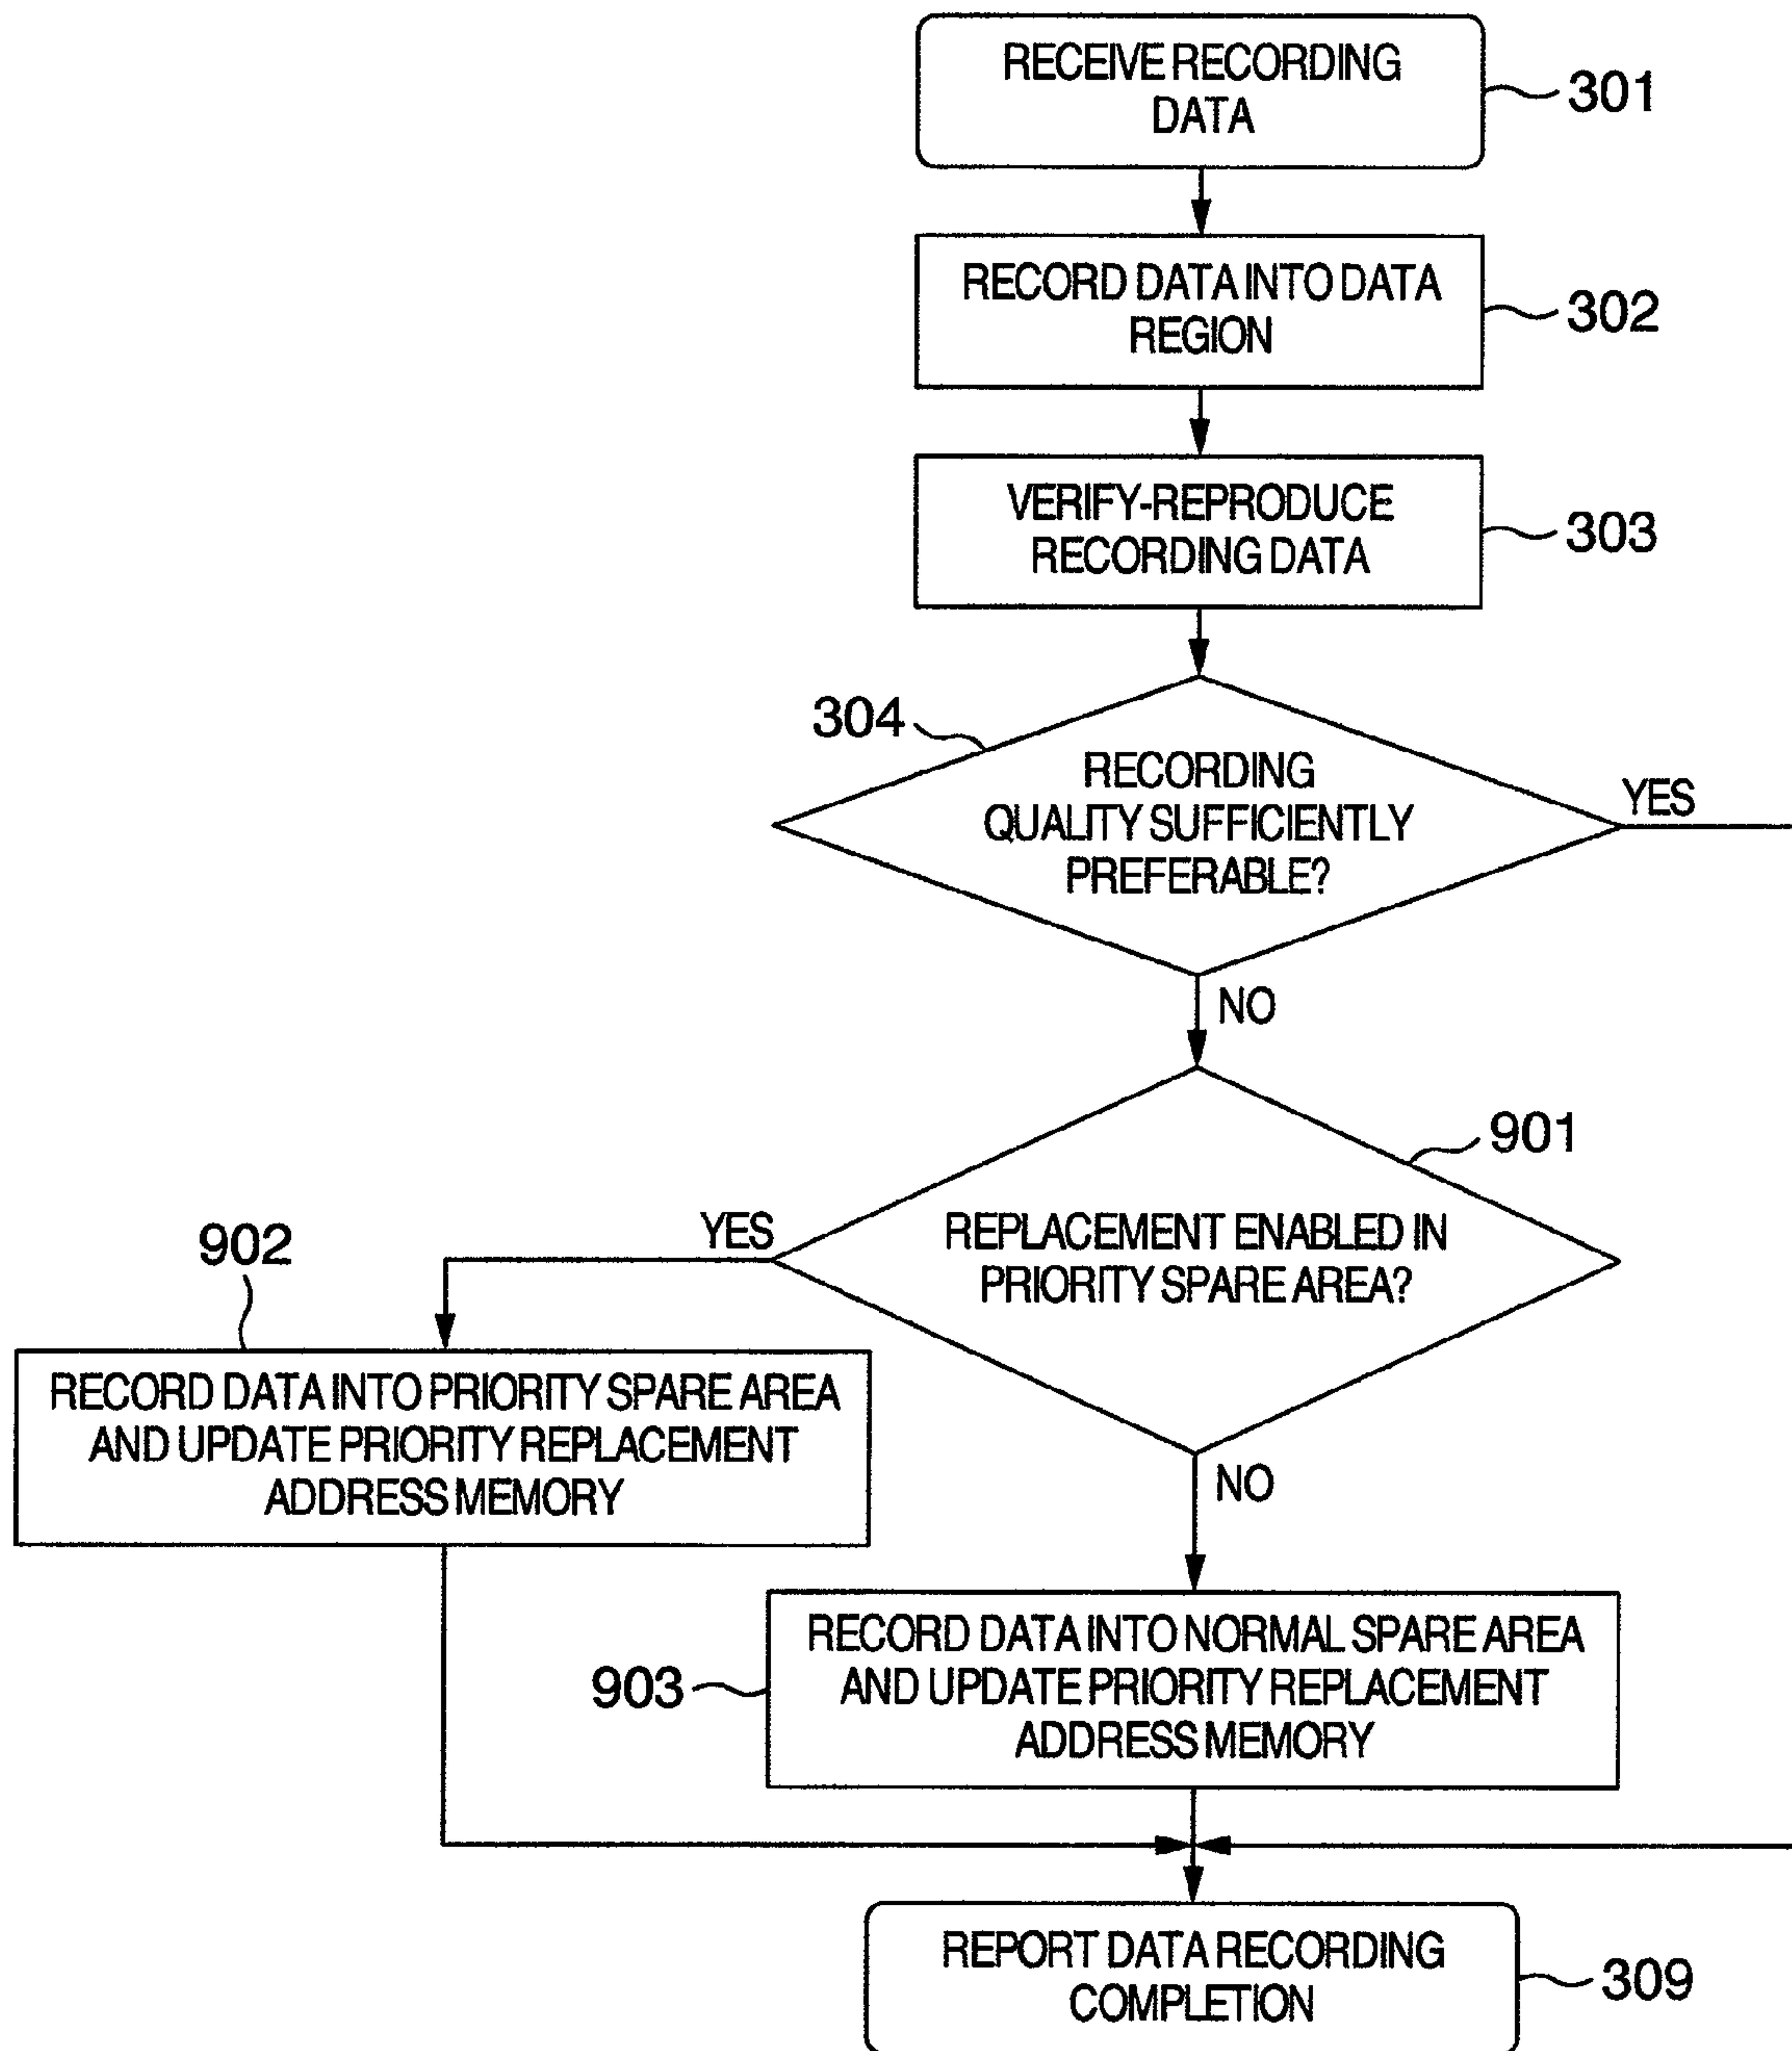 RECEIVE RECORDING
DATA
301
RECORD DATA INTO DATA
REGION
302
VERIFY-REPRODUCE
RECORDING DATA
303
304
RECORDING
QUALITY SUFFICIENTLY
PREFERABLE?
YES
NO
901
REPLACEMENT ENABLED IN
PRIORITY SPARE AREA?
YES
902
RECORD DATA INTO PRIORITY SPARE AREA
AND UPDATE PRIORITY REPLACEMENT
ADDRESS MEMORY
NO
903
RECORD DATA INTO NORMAL SPARE AREA
AND UPDATE PRIORITY REPLACEMENT
ADDRESS MEMORY
REPORT DATA RECORDING
COMPLETION
309